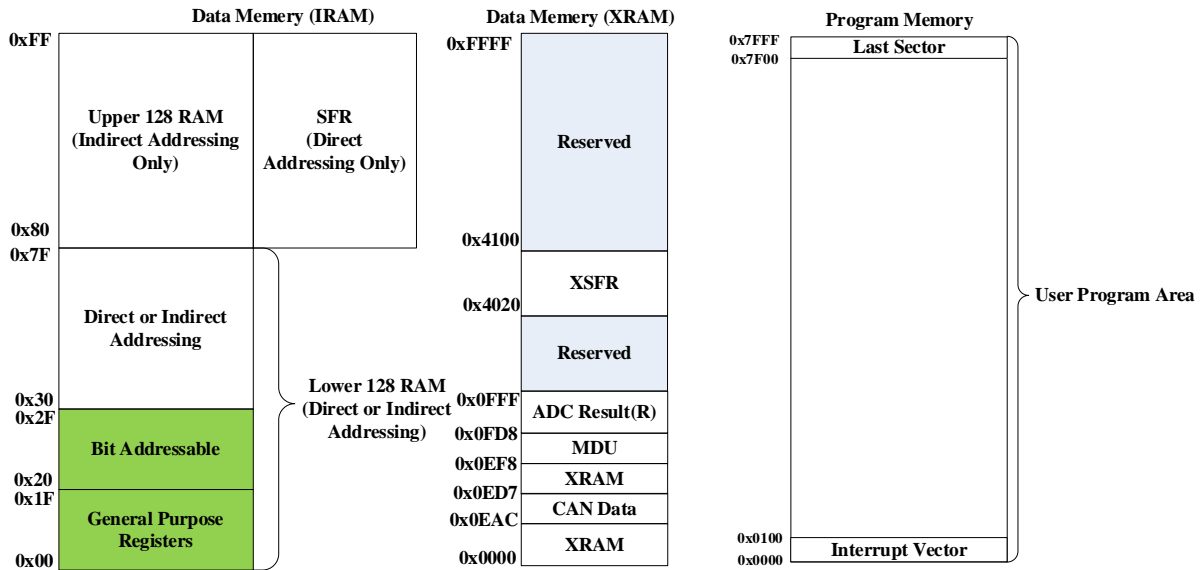 Data Memery (IRAM)
0xFF
Upper 128 RAM
(Indirect Addressing
Only)
SFR
(Direct
Addressing Only)
0x80
0x7F
Direct or Indirect
Addressing
0x30
0x2F
Bit Addressable
0x20
0x1F
General Purpose
Registers
0x00
Lower 128 RAM
(Direct or Indirect
Addressing)
Data Memery (XRAM)
0xFFFF
Reserved
0x4100
XSFR
0x4020
Reserved
0x0FFF
ADC Result(R)
0x0FD8
MDU
0x0EF8
XRAM
0x0ED7
CAN Data
0x0EAC
XRAM
0x0000
Program Memory
0x7FFF
Last Sector
0x7F00
User Program Area
0x0100
Interrupt Vector
0x0000